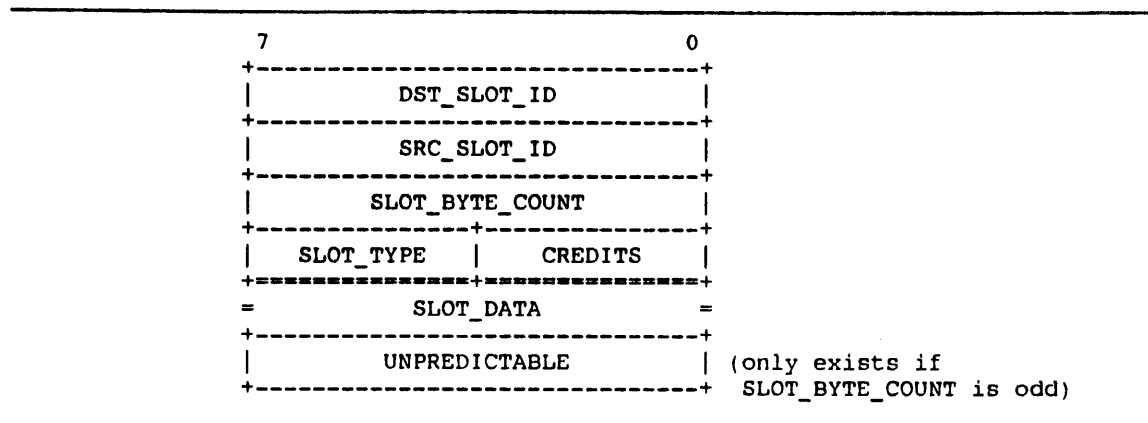 7 0
DST_SLOT_ID
SRC_SLOT_ID
SLOT_BYTE_COUNT
SLOT_TYPE | CREDITS
SLOT_DATA
UNPREDICTABLE (only exists if
SLOT_BYTE_COUNT is odd)